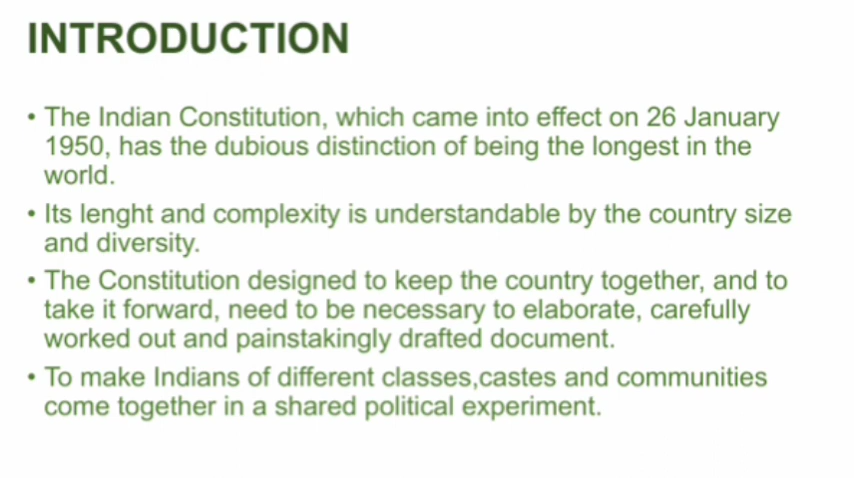 INTRODUCTION
• The Indian Constitution, which came into effect on 26 January
1950, has the dubious distinction of being the longest in the
world.
• Its lenght and complexity is understandable by the country size
and diversity.
• The Constitution designed to keep the country together, and to
take it forward, need to be necessary to elaborate, carefully
worked out and painstakingly drafted document.
• To make Indians of different classes,castes and communities
come together in a shared political experiment.